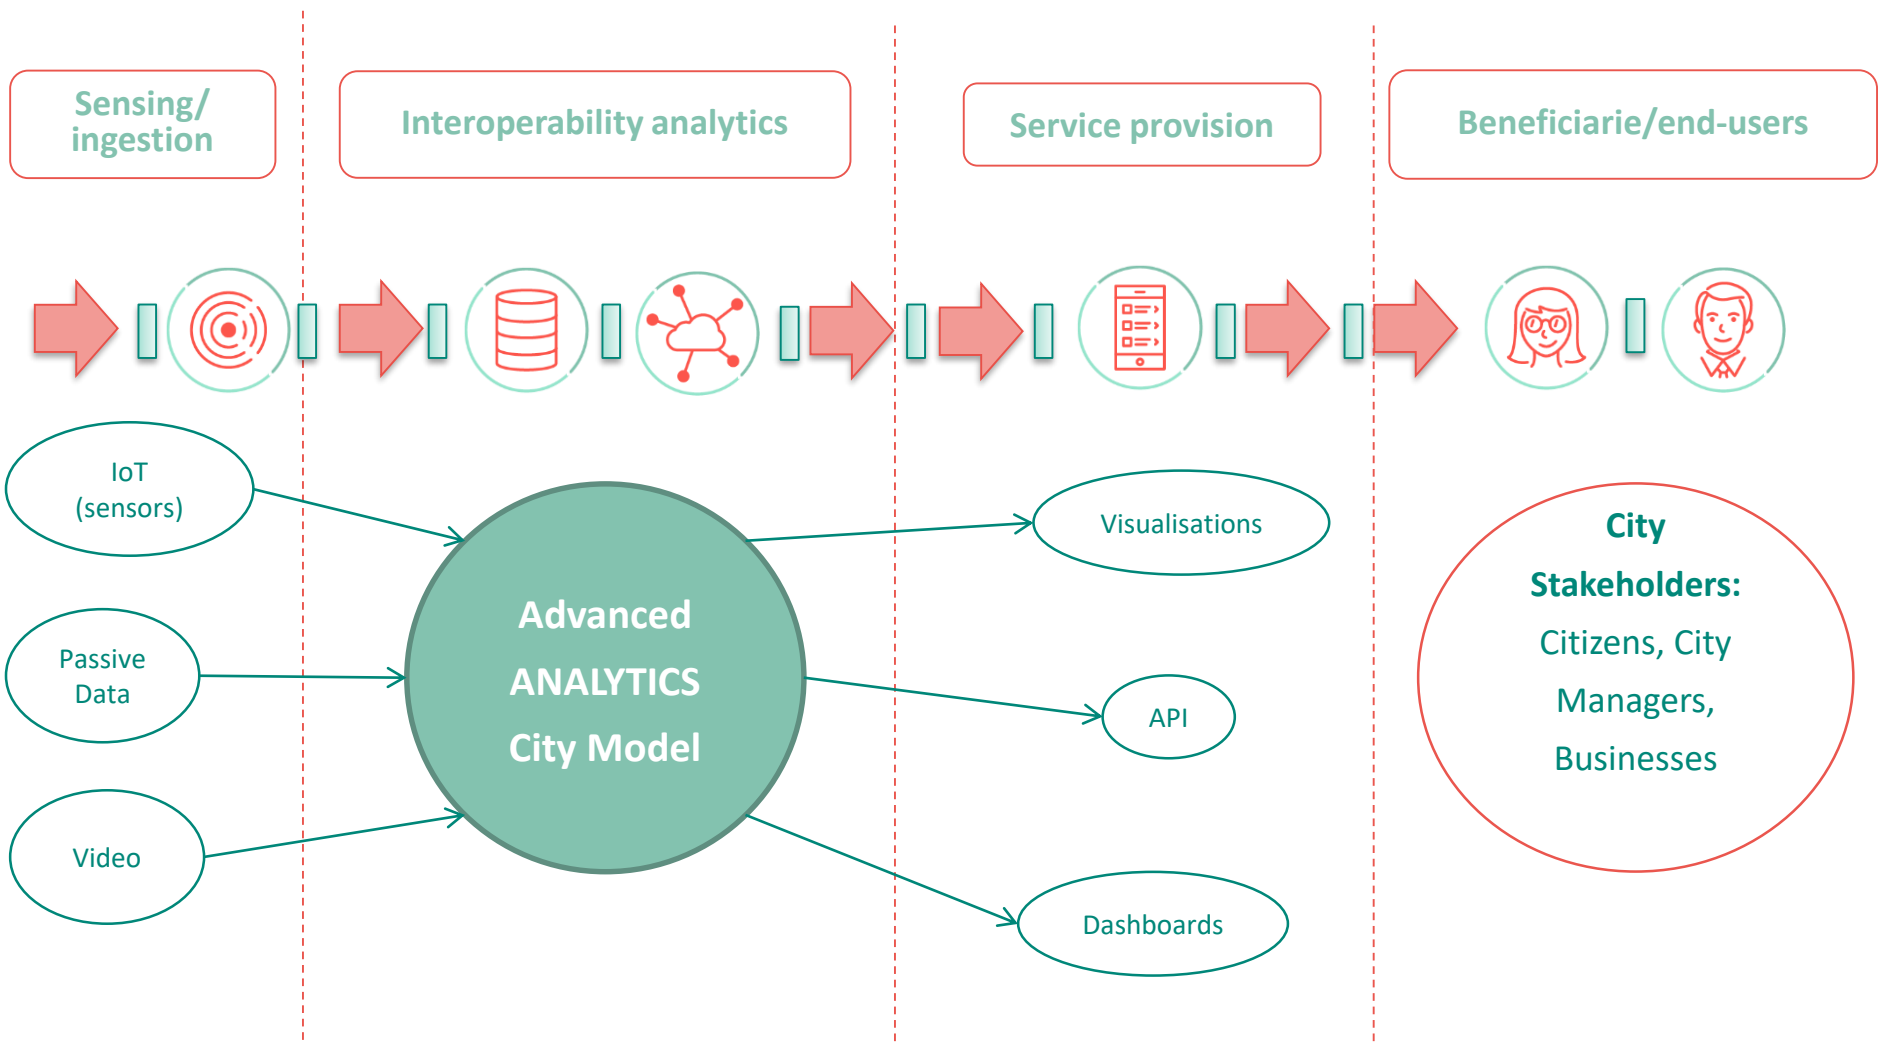 Sensing/
ingestion
Interoperability analytics
Service provision
Beneficiarie/end-users
IoT
(sensors)
Passive
Data
Video
Advanced
ANALYTICS
City Model
Visualisations
API
Dashboards
City
Stakeholders:
Citizens, City
Managers,
Businesses